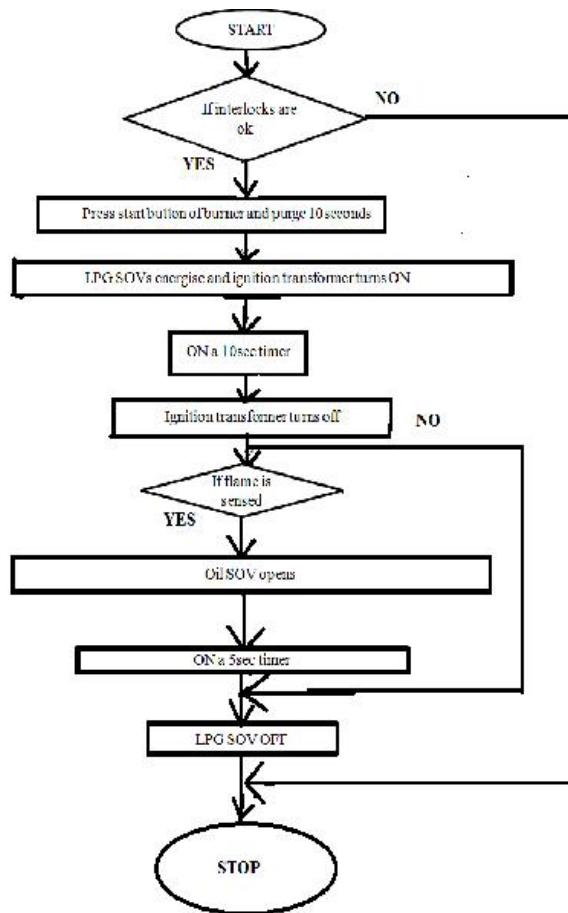 START
If interlocks are
ok
NO
YES
Press start button of burner and purge 10 seconds
LPG SOVs energise and ignition transformer turns ON
ON a 10sec timer
Ignition transformer turns off
NO
If flame is
sensed
YES
Oil SOV opens
ON a 5sec timer
LPG SOV OFF
STOP